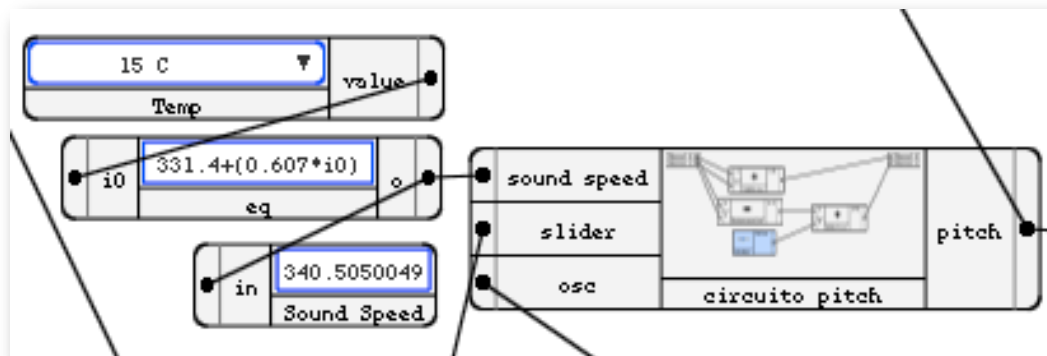 15 C
value
Temp
i0
331.4+(0.607*i0)
o
eq
in
340.5050049
Sound Speed
sound speed
slider
osc
circuito pitch
pitch